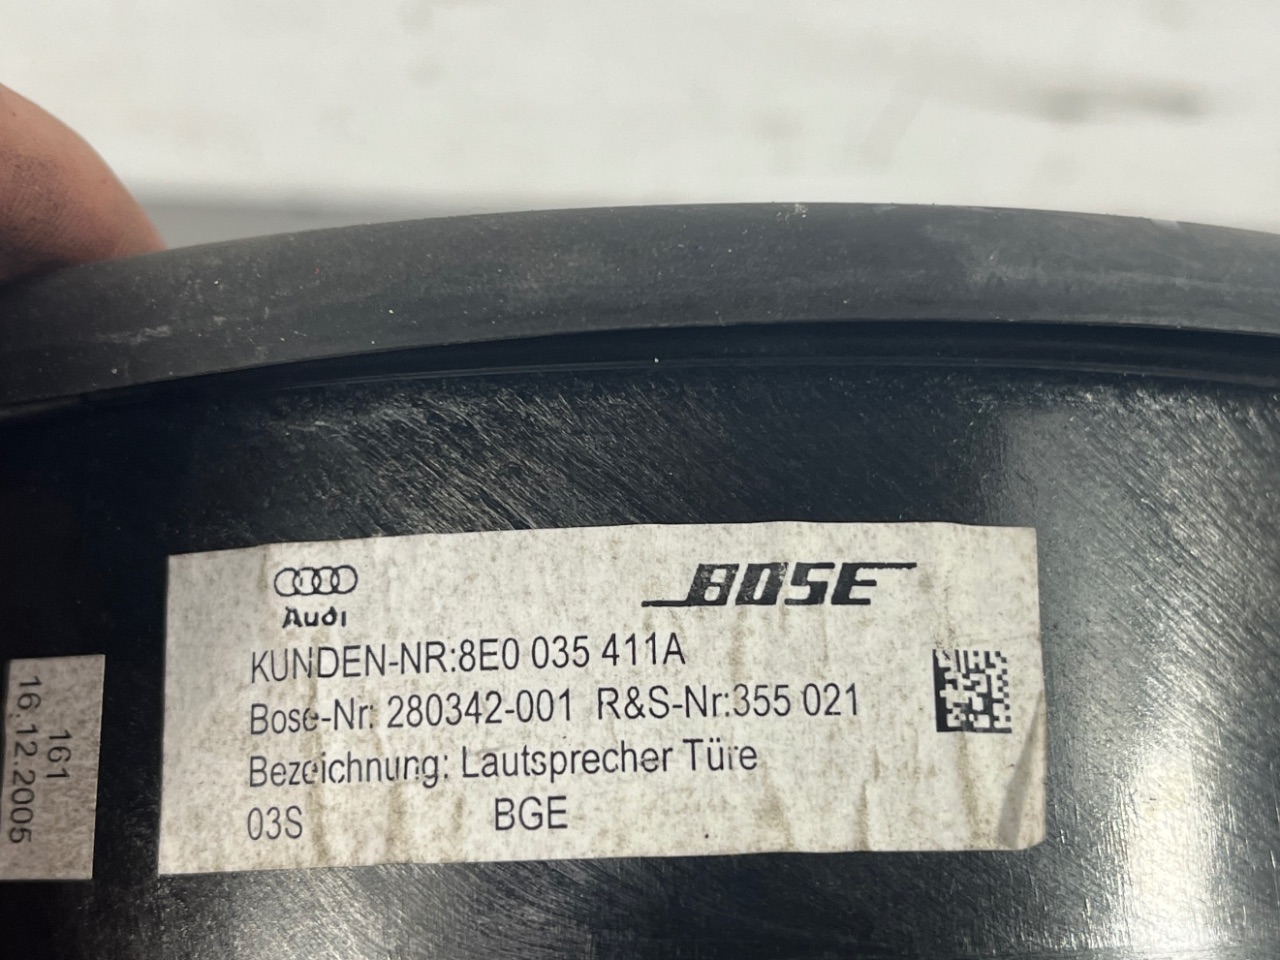 Audi
BOSE
KUNDEN-NR:8E0 035 411A
Bose-Nr: 280342-001 R&S-Nr:355 021
Bezeichnung: Lautsprecher Türe
03S BGE
161
16.12.2005